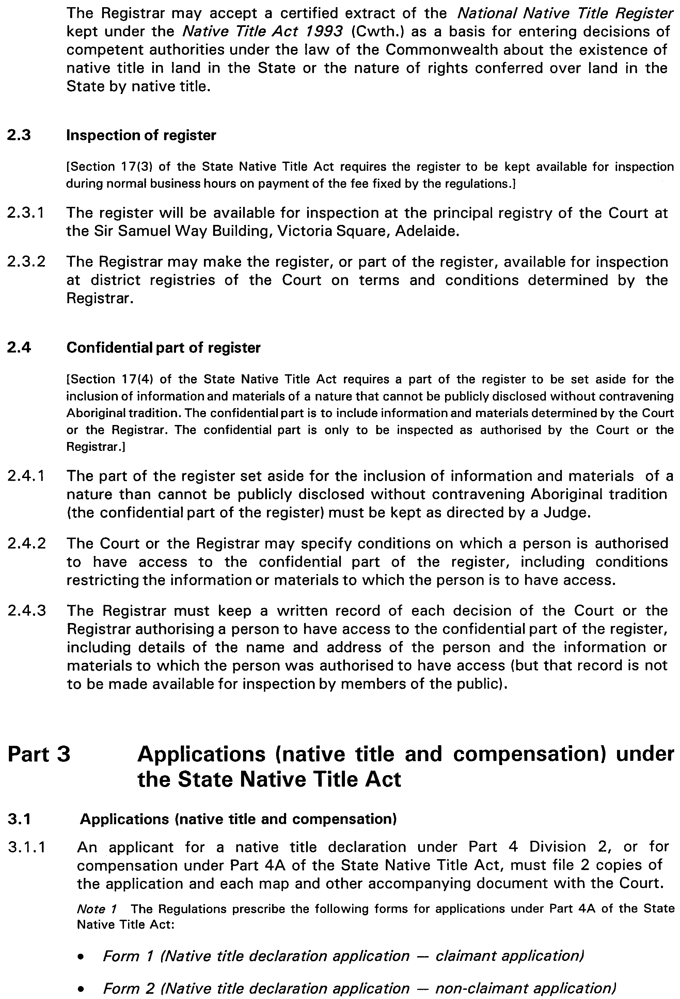 The Registrar may accept a certified extract of the National Native Title Register
kept under the Native Title Act 1993 (Cwth.) as a basis for entering decisions of
competent authorities under the law of the Commonwealth about the existence of
native title in land in the State or the nature of rights conferred over land in the
State by native title.
2.3 Inspection of register
[Section 17(3) of the State Native Title Act requires the register to be kept available for inspection
during normal business hours on payment of the fee fixed by the regulations.]
2.3.1 The register will be available for inspection at the principal registry of the Court at
the Sir Samuel Way Building, Victoria Square, Adelaide.
2.3.2 The Registrar may make the register, or part of the register, available for inspection
at district registries of the Court on terms and conditions determined by the
Registrar.
2.4 Confidential part of register
[Section 17(4) of the State Native Title Act requires a part of the register to be set aside for the
inclusion of information and materials of a nature that cannot be publicly disclosed without contravening
Aboriginal tradition. The confidential part is to include information and materials determined by the Court
or the Registrar. The confidential part is only to be inspected as authorised by the Court or the
Registrar.]
2.4.1 The part of the register set aside for the inclusion of information and materials of a
nature than cannot be publicly disclosed without contravening Aboriginal tradition
(the confidential part of the register) must be kept as directed by a Judge.
2.4.2 The Court or the Registrar may specify conditions on which a person is authorised
to have access to the confidential part of the register, including conditions
restricting the information or materials to which the person is to have access.
2.4.3 The Registrar must keep a written record of each decision of the Court or the
Registrar authorising a person to have access to the confidential part of the register,
including details of the name and address of the person and the information or
materials to which the person was authorised to have access (but that record is not
to be made available for inspection by members of the public).
Part 3 Applications (native title and compensation) under
the State Native Title Act
3.1 Applications (native title and compensation)
3.1.1 An applicant for a native title declaration under Part 4 Division 2, or for
compensation under Part 4A of the State Native Title Act, must file 2 copies of
the application and each map and other accompanying document with the Court.
Note 1 The Regulations prescribe the following forms for applications under Part 4A of the State
Native Title Act:
• Form 1 (Native title declaration application — claimant application)
• Form 2 (Native title declaration application — non-claimant application)